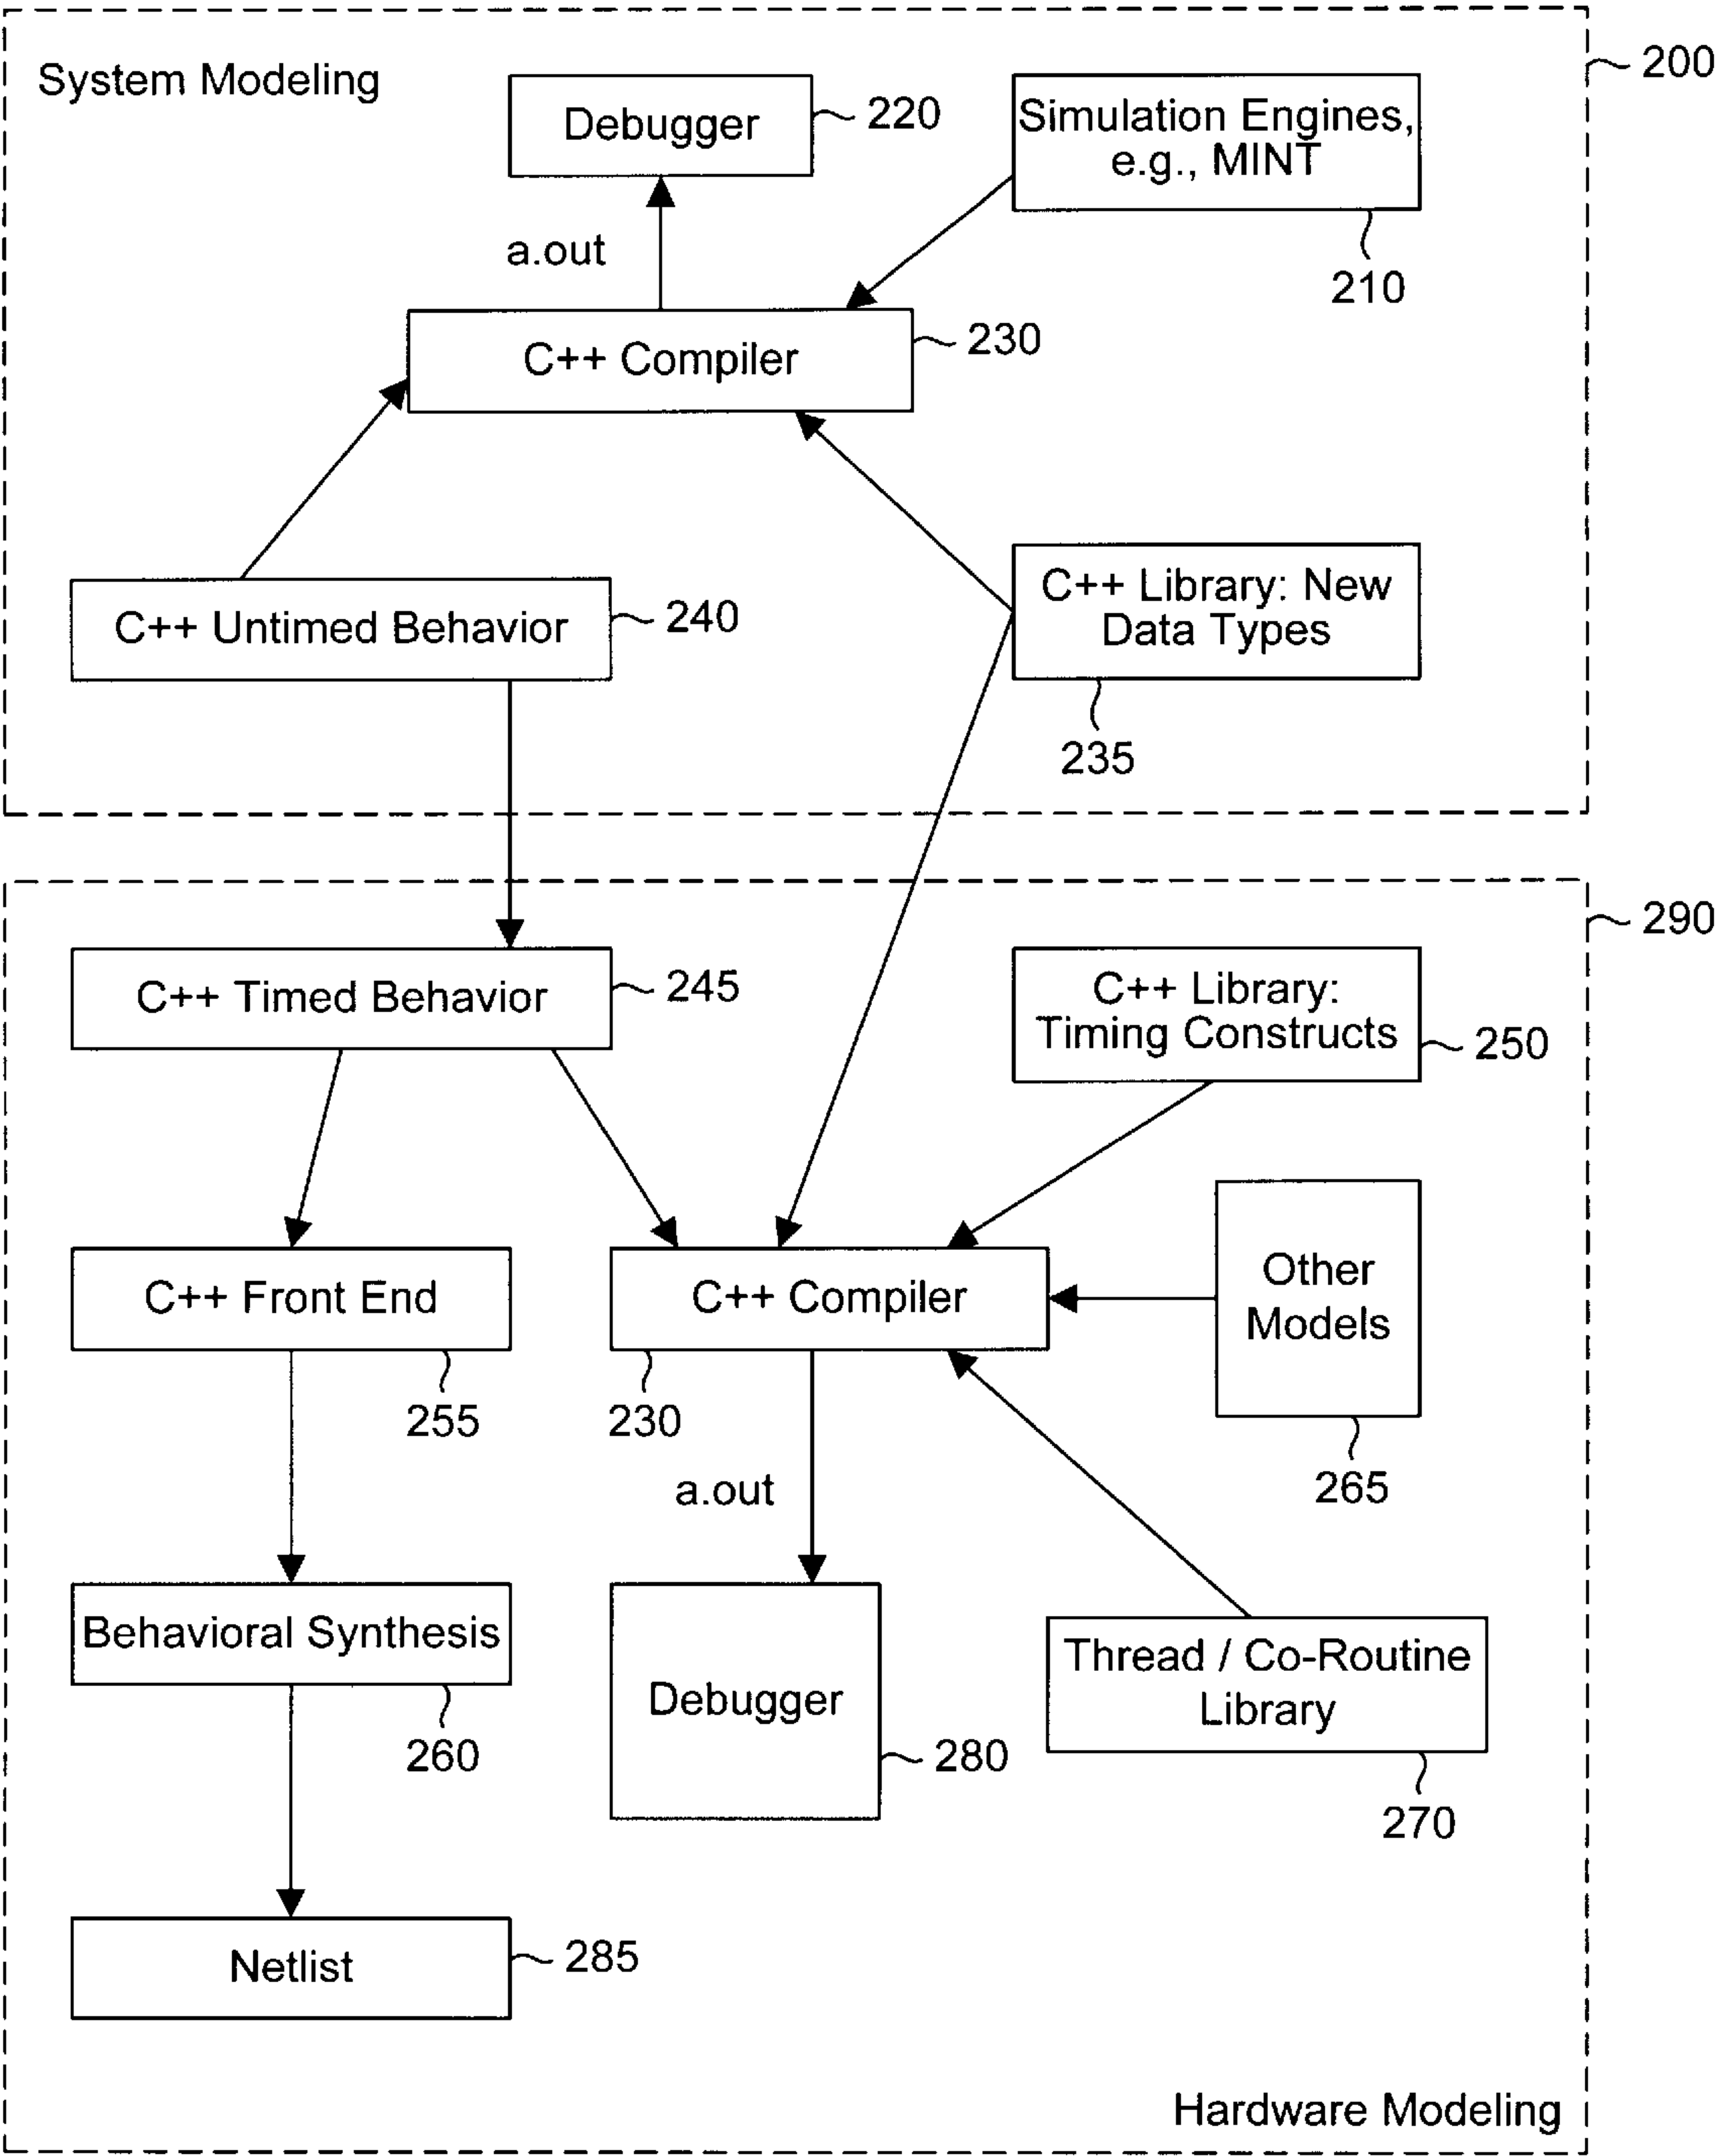 System Modeling
200
Debugger
220
Simulation Engines,
e.g., MINT
210
a.out
C++ Compiler
230
C++ Untimed Behavior
240
C++ Library: New
Data Types
235
290
C++ Timed Behavior
245
C++ Library:
Timing Constructs
250
C++ Front End
255
C++ Compiler
230
Other
Models
265
a.out
Behavioral Synthesis
260
Debugger
280
Thread / Co-Routine
Library
270
Netlist
285
Hardware Modeling